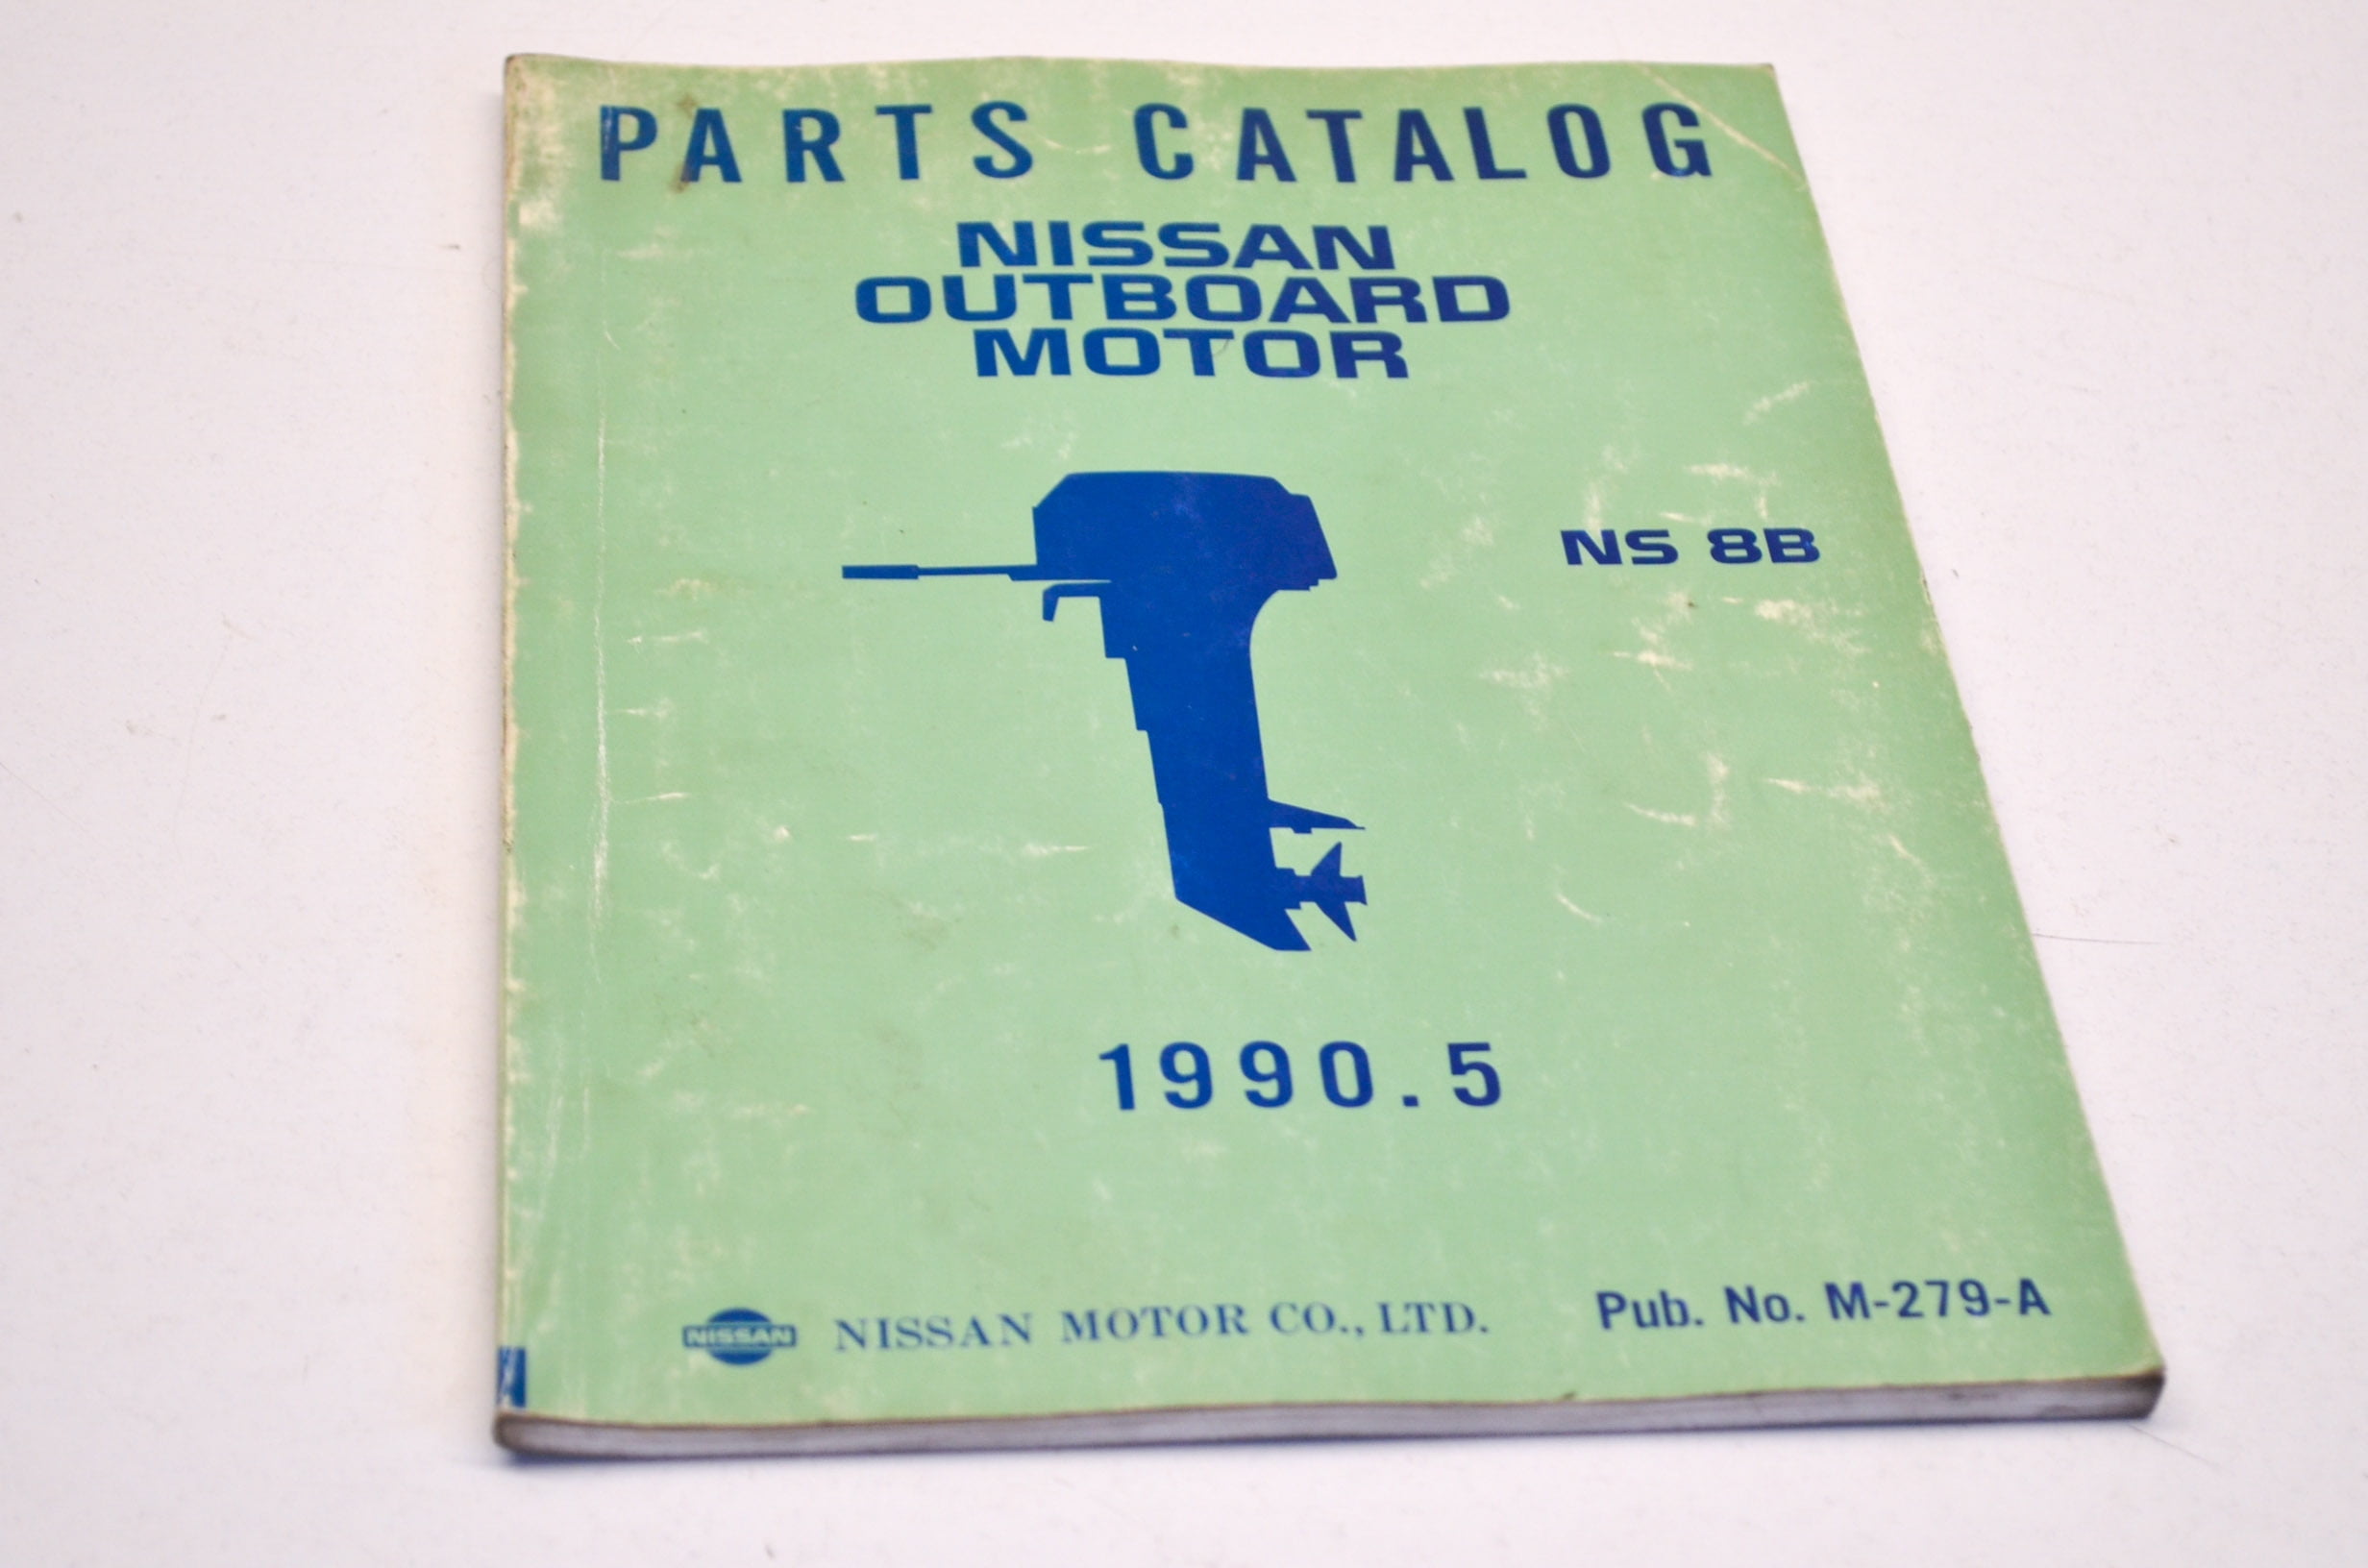 PARTS CATALOG
NISSAN
OUTBOARD
MOTOR
NS 8B
1990.5
NISSAN NISSAN MOTOR CO., LTD. Pub. No. M-279-A